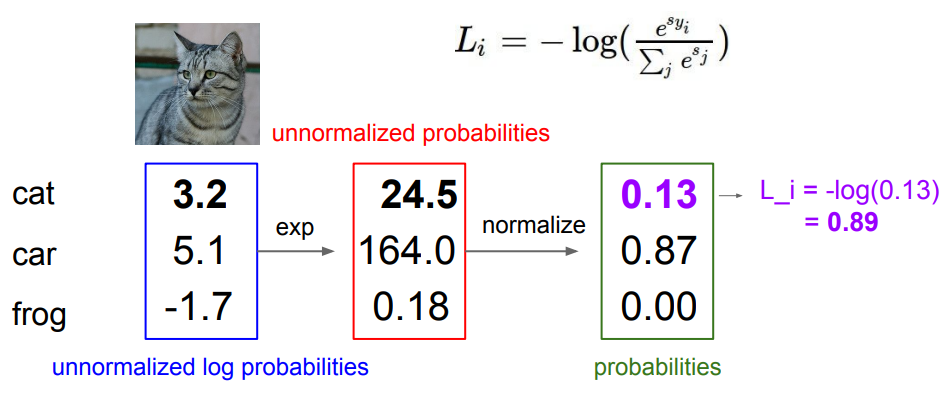 L_i = − log(e^{s_{y_i}} / ∑_j e^{s_j})
unnormalized probabilities
cat 3.2 24.5 0.13 L_i = -log(0.13)
= 0.89
exp normalize
car 5.1 164.0 0.87
frog -1.7 0.18 0.00
unnormalized log probabilities probabilities